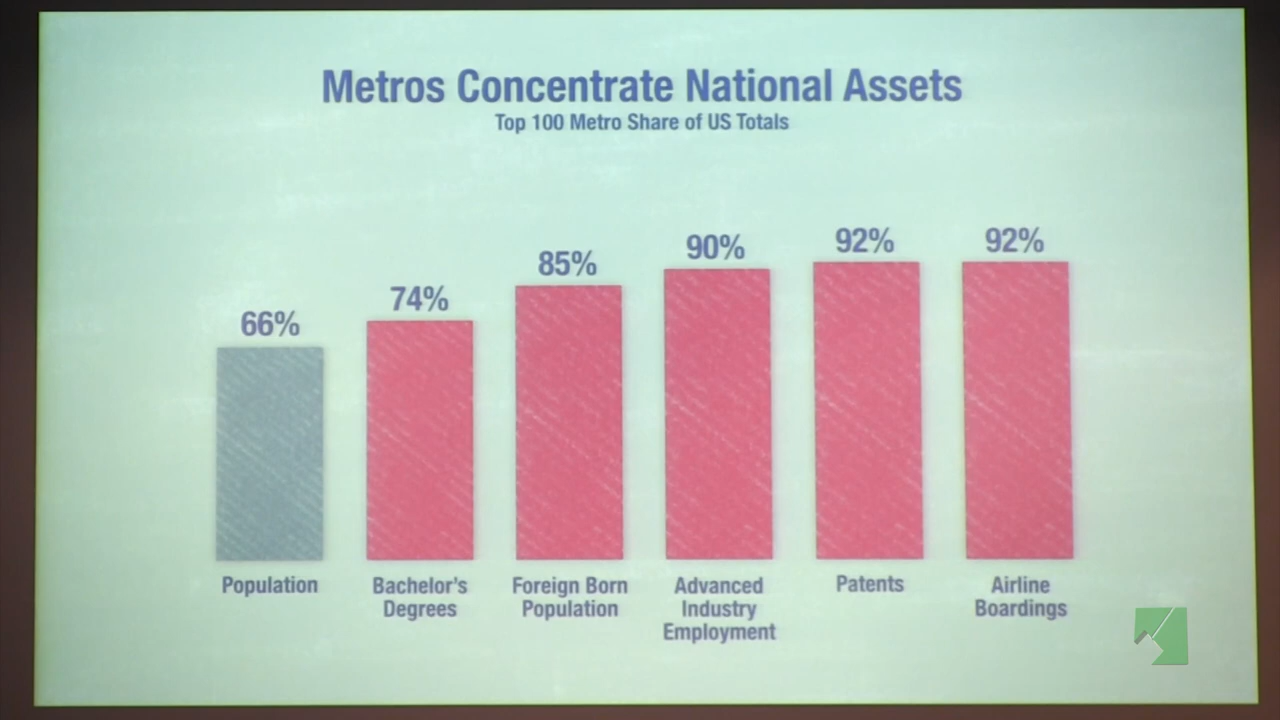 Metros Concentrate National Assets
Top 100 Metro Share of US Totals
66%
74%
85%
90%
92%
92%
Population
Bachelor's
Degrees
Foreign Born
Population
Advanced
Industry
Employment
Patents
Airline
Boardings